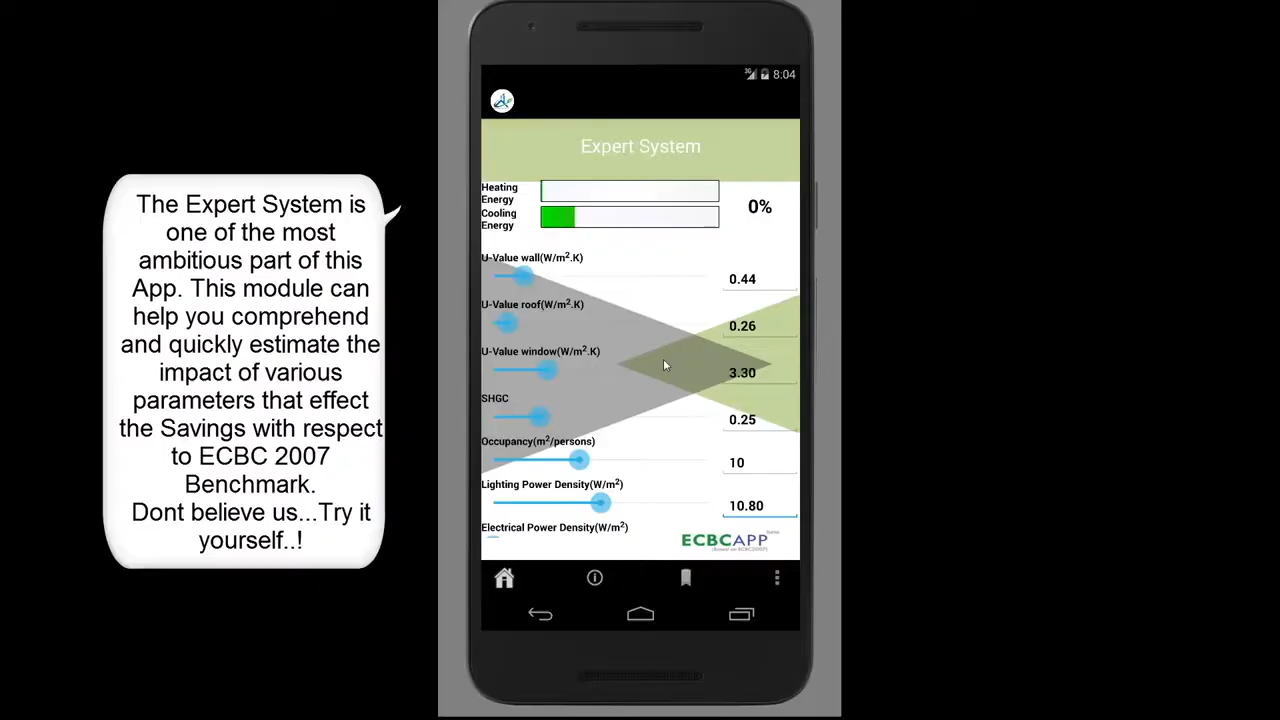 The Expert System is
one of the most
ambitious part of this
App. This module can
help you comprehend
and quickly estimate the
impact of various
parameters that effect
the Savings with respect
to ECBC 2007
Benchmark.
Dont believe us...Try it
yourself..!
3G 8:04
Expert System
Heating
Energy
0%
Cooling
Energy
U-Value wall(W/m².K)
0.44
U-Value roof(W/m².K)
0.26
U-Value window(W/m².K)
3.30
SHGC
0.25
Occupancy(m²/persons)
10
Lighting Power Density(W/m²)
10.80
Electrical Power Density(W/m²)
ECBCAPP
(based on ECBC2007)